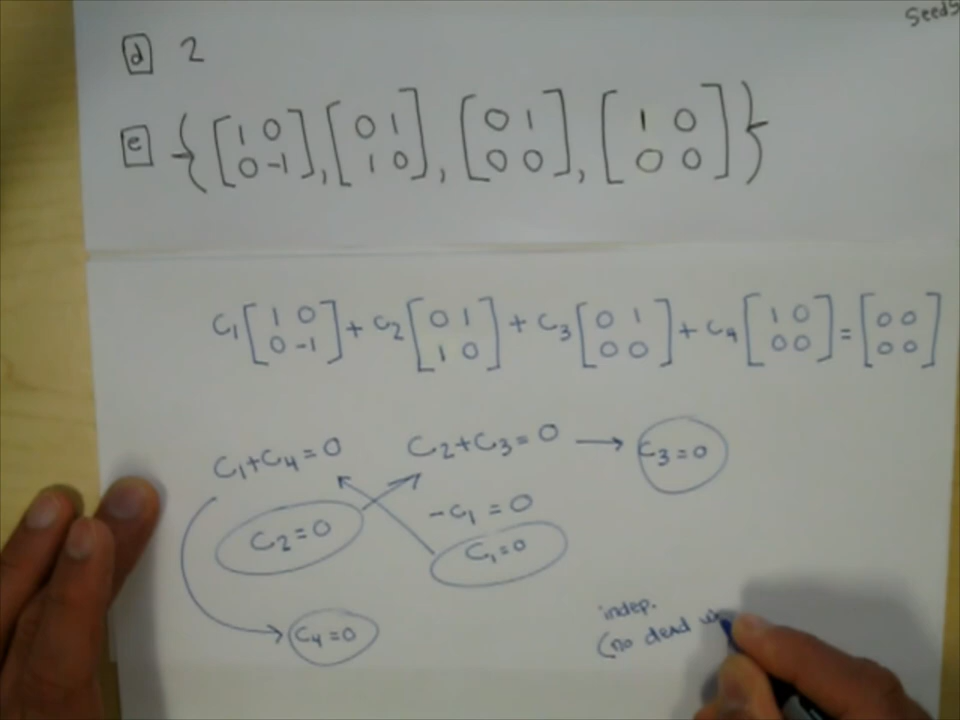 Seeds
d 2
e {[1 0; 0 -1], [0 1; 1 0], [0 1; 0 0], [1 0; 0 0]}
C1 [1 0; 0 -1] + C2 [0 1; 1 0] + C3 [0 1; 0 0] + C4 [1 0; 0 0] = [0 0; 0 0]
C1+C4=0 C2+C3=0 → C3=0
C2=0 -C1=0
C1=0
C4=0
indep.
(no dead